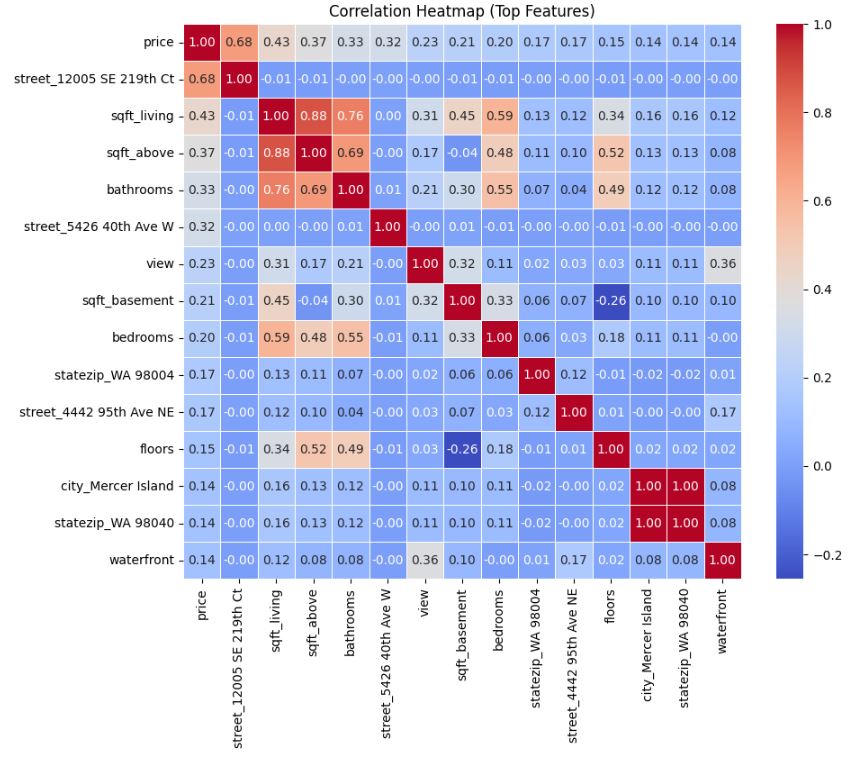 Correlation Heatmap (Top Features)
price 1.00 0.68 0.43 0.37 0.33 0.32 0.23 0.21 0.20 0.17 0.17 0.15 0.14 0.14 0.14
street_12005 SE 219th Ct 0.68 1.00 -0.01 -0.01 -0.00 -0.00 -0.00 -0.01 -0.01 -0.00 -0.00 -0.01 -0.00 -0.00 -0.00
sqft_living 0.43 -0.01 1.00 0.88 0.76 0.00 0.31 0.45 0.59 0.13 0.12 0.34 0.16 0.16 0.12
sqft_above 0.37 -0.01 0.88 1.00 0.69 -0.00 0.17 -0.04 0.48 0.11 0.10 0.52 0.13 0.13 0.08
bathrooms 0.33 -0.00 0.76 0.69 1.00 0.01 0.21 0.30 0.55 0.07 0.04 0.49 0.12 0.12 0.08
street_5426 40th Ave W 0.32 -0.00 0.00 -0.00 0.01 1.00 -0.00 0.01 -0.01 -0.00 -0.00 -0.01 -0.00 -0.00 -0.00
view 0.23 -0.00 0.31 0.17 0.21 -0.00 1.00 0.32 0.11 0.02 0.03 0.03 0.11 0.11 0.36
sqft_basement 0.21 -0.01 0.45 -0.04 0.30 0.01 0.32 1.00 0.33 0.06 0.07 -0.26 0.10 0.10 0.10
bedrooms 0.20 -0.01 0.59 0.48 0.55 -0.01 0.11 0.33 1.00 0.06 0.03 0.18 0.11 0.11 -0.00
statezip_WA 98004 0.17 -0.00 0.13 0.11 0.07 -0.00 0.02 0.06 0.06 1.00 0.12 -0.01 -0.02 -0.02 0.01
street_4442 95th Ave NE 0.17 -0.00 0.12 0.10 0.04 -0.00 0.03 0.07 0.03 0.12 1.00 0.01 -0.00 -0.00 0.17
floors 0.15 -0.01 0.34 0.52 0.49 -0.01 0.03 -0.26 0.18 -0.01 0.01 1.00 0.02 0.02 0.02
city_Mercer Island 0.14 -0.00 0.16 0.13 0.12 -0.00 0.11 0.10 0.11 -0.02 -0.00 0.02 1.00 1.00 0.08
statezip_WA 98040 0.14 -0.00 0.16 0.13 0.12 -0.00 0.11 0.10 0.11 -0.02 -0.00 0.02 1.00 1.00 0.08
waterfront 0.14 -0.00 0.12 0.08 0.08 -0.00 0.36 0.10 -0.00 0.01 0.17 0.02 0.08 0.08 1.00
price
street_12005 SE 219th Ct
sqft_living
sqft_above
bathrooms
street_5426 40th Ave W
view
sqft_basement
bedrooms
statezip_WA 98004
street_4442 95th Ave NE
floors
city_Mercer Island
statezip_WA 98040
waterfront
1.0
0.8
0.6
0.4
0.2
0.0
−0.2